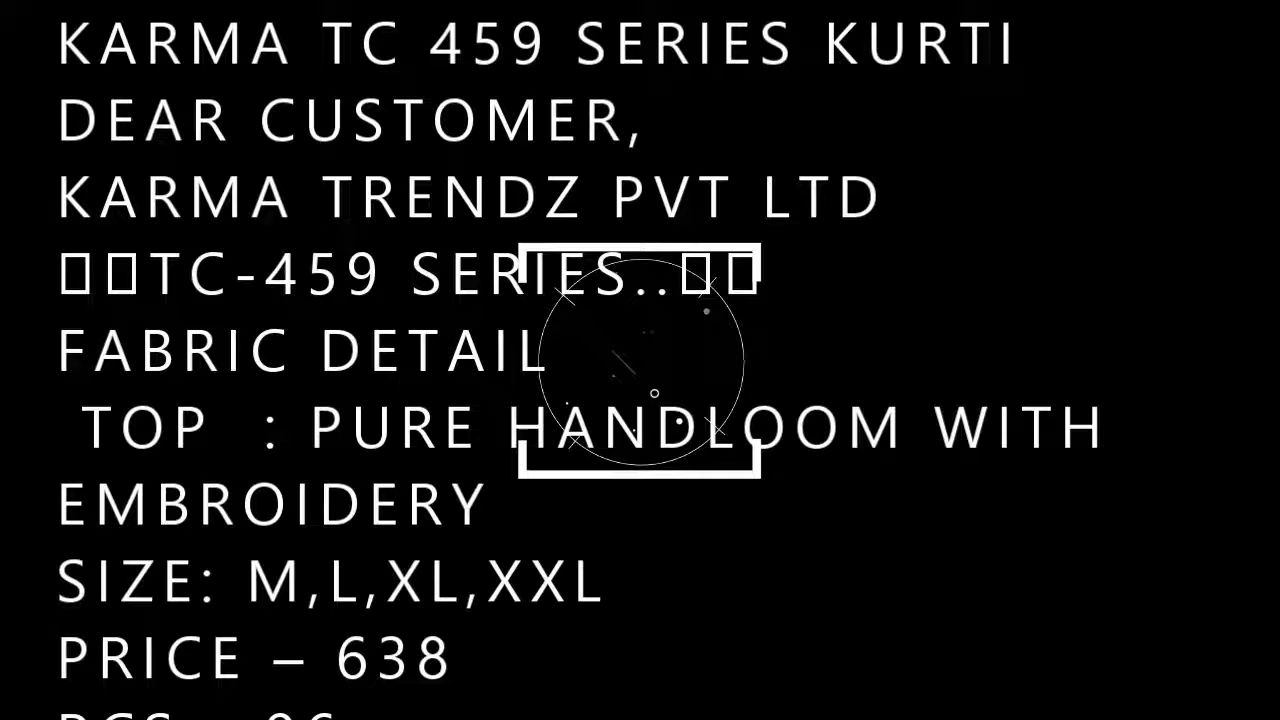 KARMA TC 459 SERIES KURTI
DEAR CUSTOMER,
KARMA TRENDZ PVT LTD
TC-459 SERIES..
FABRIC DETAIL
TOP : PURE HANDLOOM WITH
EMBROIDERY
SIZE: M,L,XL,XXL
PRICE – 638